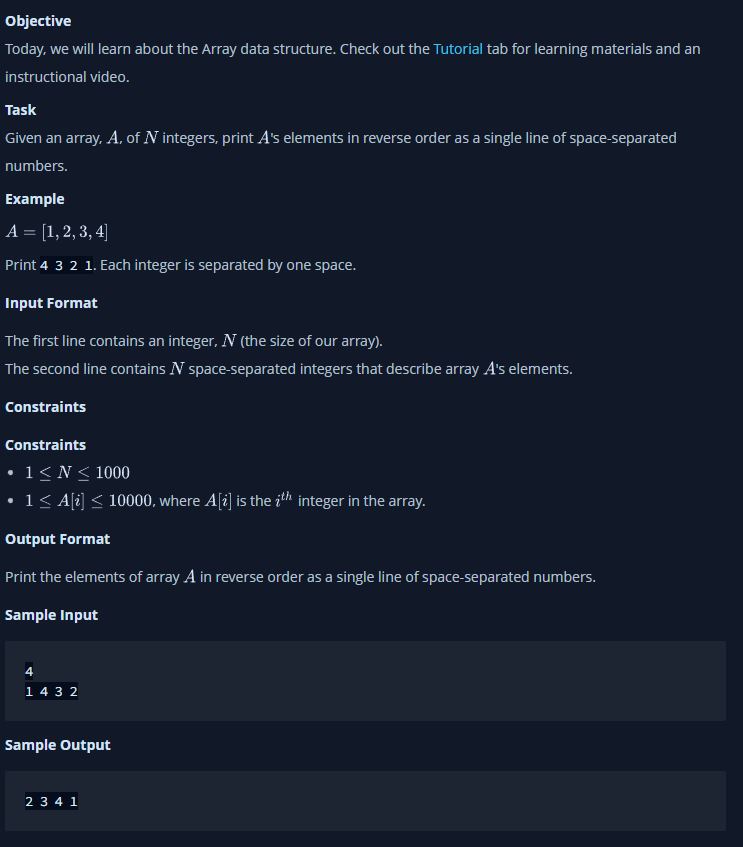 Objective
Today, we will learn about the Array data structure. Check out the Tutorial tab for learning materials and an
instructional video.
Task
Given an array, A, of N integers, print A's elements in reverse order as a single line of space-separated
numbers.
Example
A = [1, 2, 3, 4]
Print 4 3 2 1. Each integer is separated by one space.
Input Format
The first line contains an integer, N (the size of our array).
The second line contains N space-separated integers that describe array A's elements.
Constraints
Constraints
• 1 ≤ N ≤ 1000
• 1 ≤ A[i] ≤ 10000, where A[i] is the i^th integer in the array.
Output Format
Print the elements of array A in reverse order as a single line of space-separated numbers.
Sample Input
4
1 4 3 2
Sample Output
2 3 4 1